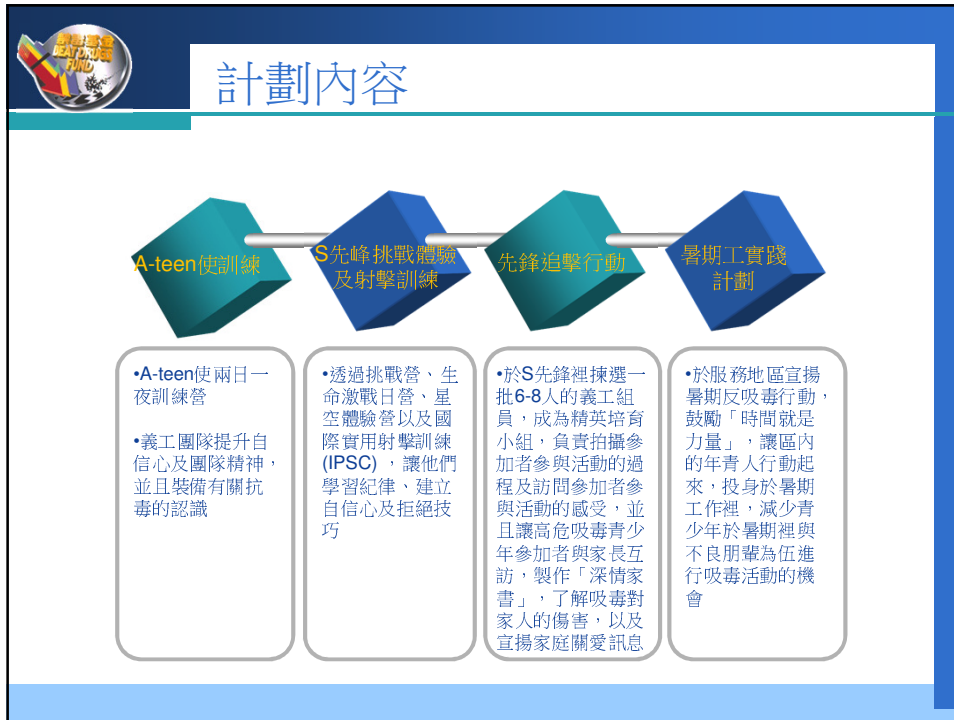 禁毒基金
BEAT DRUGS
FUND
計劃內容
A-teen使訓練
S先峰挑戰體驗
及射擊訓練
先鋒追擊行動
暑期工實踐
計劃
•A-teen使兩日一
夜訓練營
•義工團隊提升自
信心及團隊精神，
並且裝備有關抗
毒的認識
•透過挑戰營、生
命激戰日營、星
空體驗營以及國
際實用射擊訓練
(IPSC) ，讓他們
學習紀律、建立
自信心及拒絕技
巧
•於S先鋒裡揀選一
批6-8人的義工組
員，成為精英培育
小組，負責拍攝參
加者參與活動的過
程及訪問參加者參
與活動的感受，並
且讓高危吸毒青少
年參加者與家長互
訪，製作「深情家
書」，了解吸毒對
家人的傷害，以及
宣揚家庭關愛訊息
•於服務地區宣揚
暑期反吸毒行動，
鼓勵「時間就是
力量」，讓區內
的年青人行動起
來，投身於暑期
工作裡，減少青
少年於暑期裡與
不良朋輩為伍進
行吸毒活動的機
會